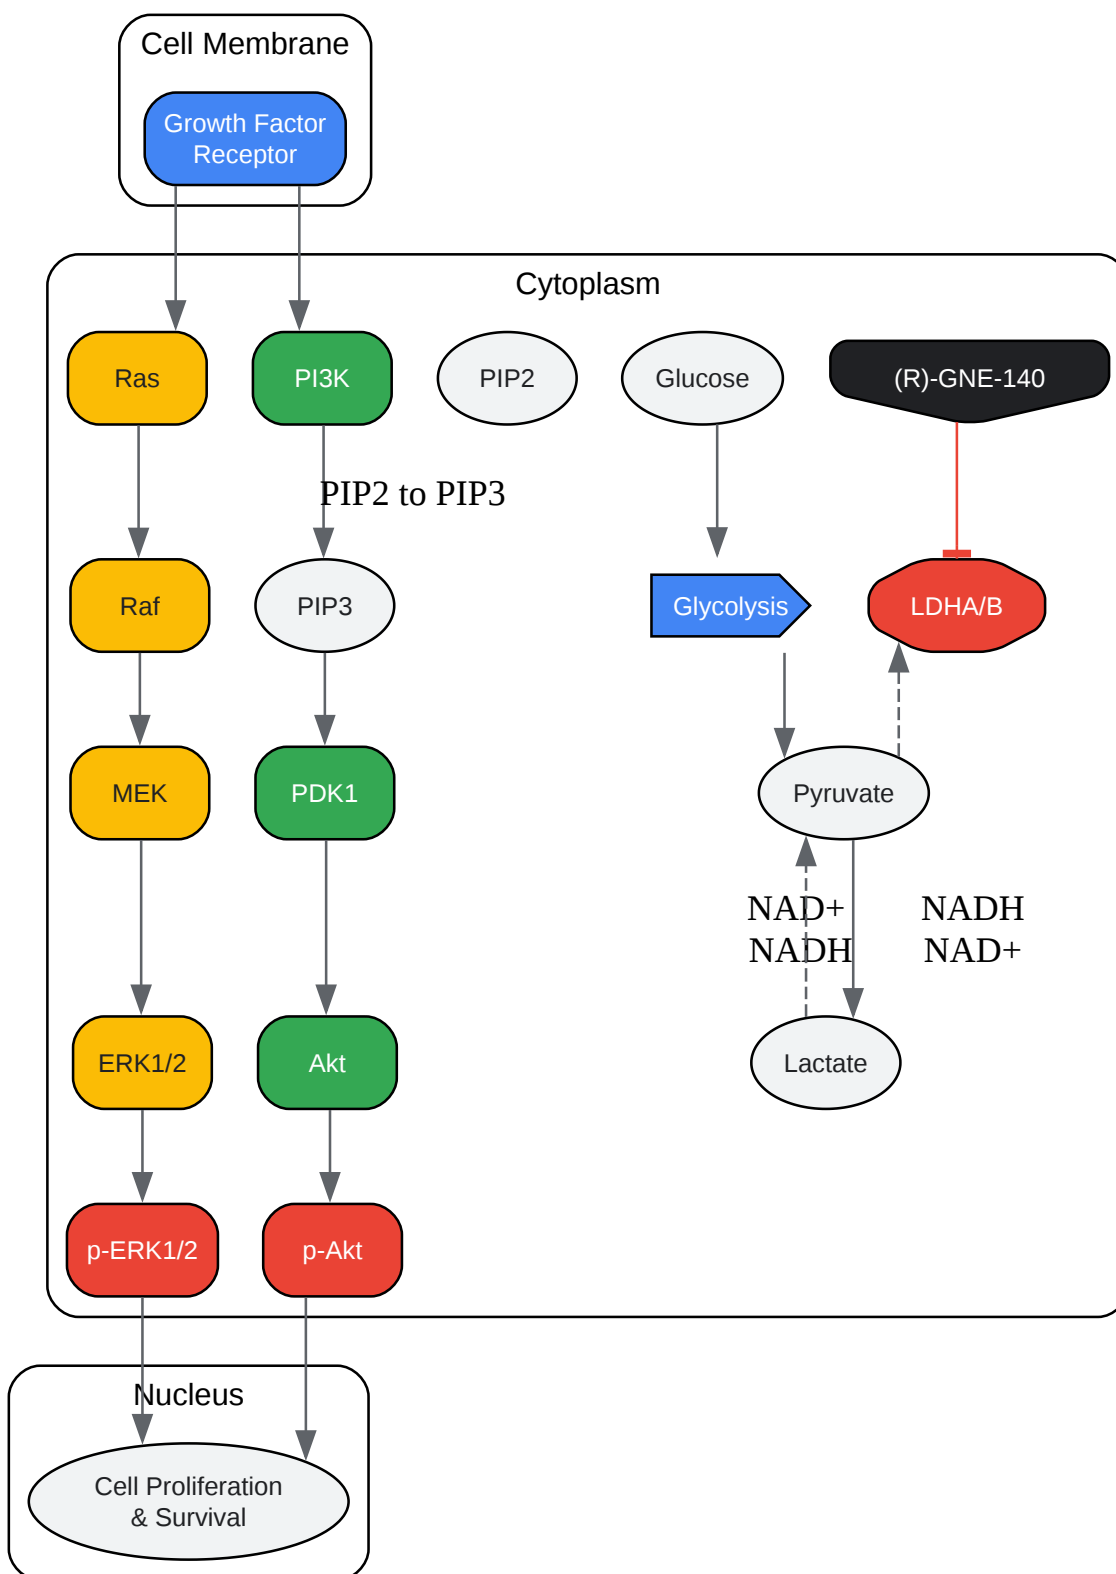 Cell Membrane
Growth Factor
Receptor
Cytoplasm
Ras
PI3K
PIP2
Glucose
(R)-GNE-140
PIP2 to PIP3
Raf
PIP3
Glycolysis
LDHA/B
MEK
PDK1
Pyruvate
NAD+
NADH
NADH
NAD+
ERK1/2
Akt
Lactate
p-ERK1/2
p-Akt
Nucleus
Cell Proliferation
& Survival